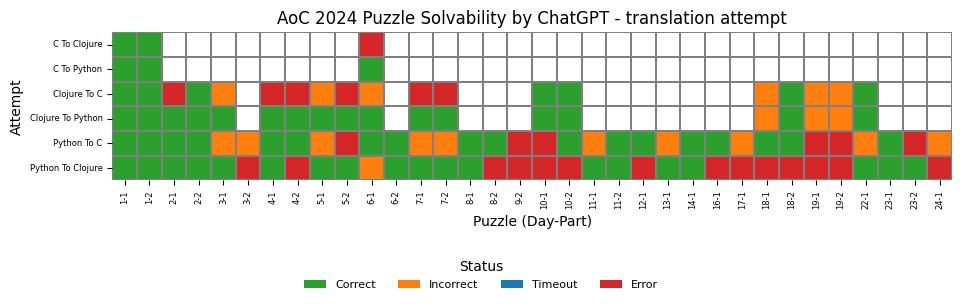 AoC 2024 Puzzle Solvability by ChatGPT - translation attempt
Attempt
C To Clojure
C To Python
Clojure To C
Clojure To Python
Python To C
Python To Clojure
1-1 1-2 2-1 2-2 3-1 3-2 4-1 4-2 5-1 5-2 6-1 6-2 7-1 7-2 8-1 8-2 9-2 10-1 10-2 11-1 11-2 12-1 13-1 14-1 16-1 17-1 18-1 18-2 19-1 19-2 22-1 23-1 23-2 24-1
Puzzle (Day-Part)
Status
Correct Incorrect Timeout Error